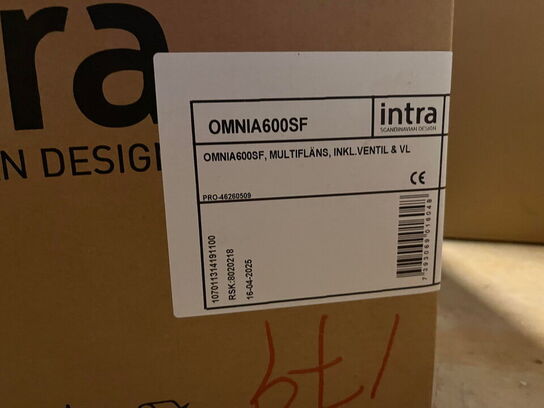 ra
N DESIG
OMNIA600SF
intra
SCANDINAVIAN DESIGN
OMNIA600SF, MULTIFLÄNS, INKL.VENTIL & VL
CE
PRO-46260509
107011314191100
RSK:8020218
16-04-2025
7393069016048